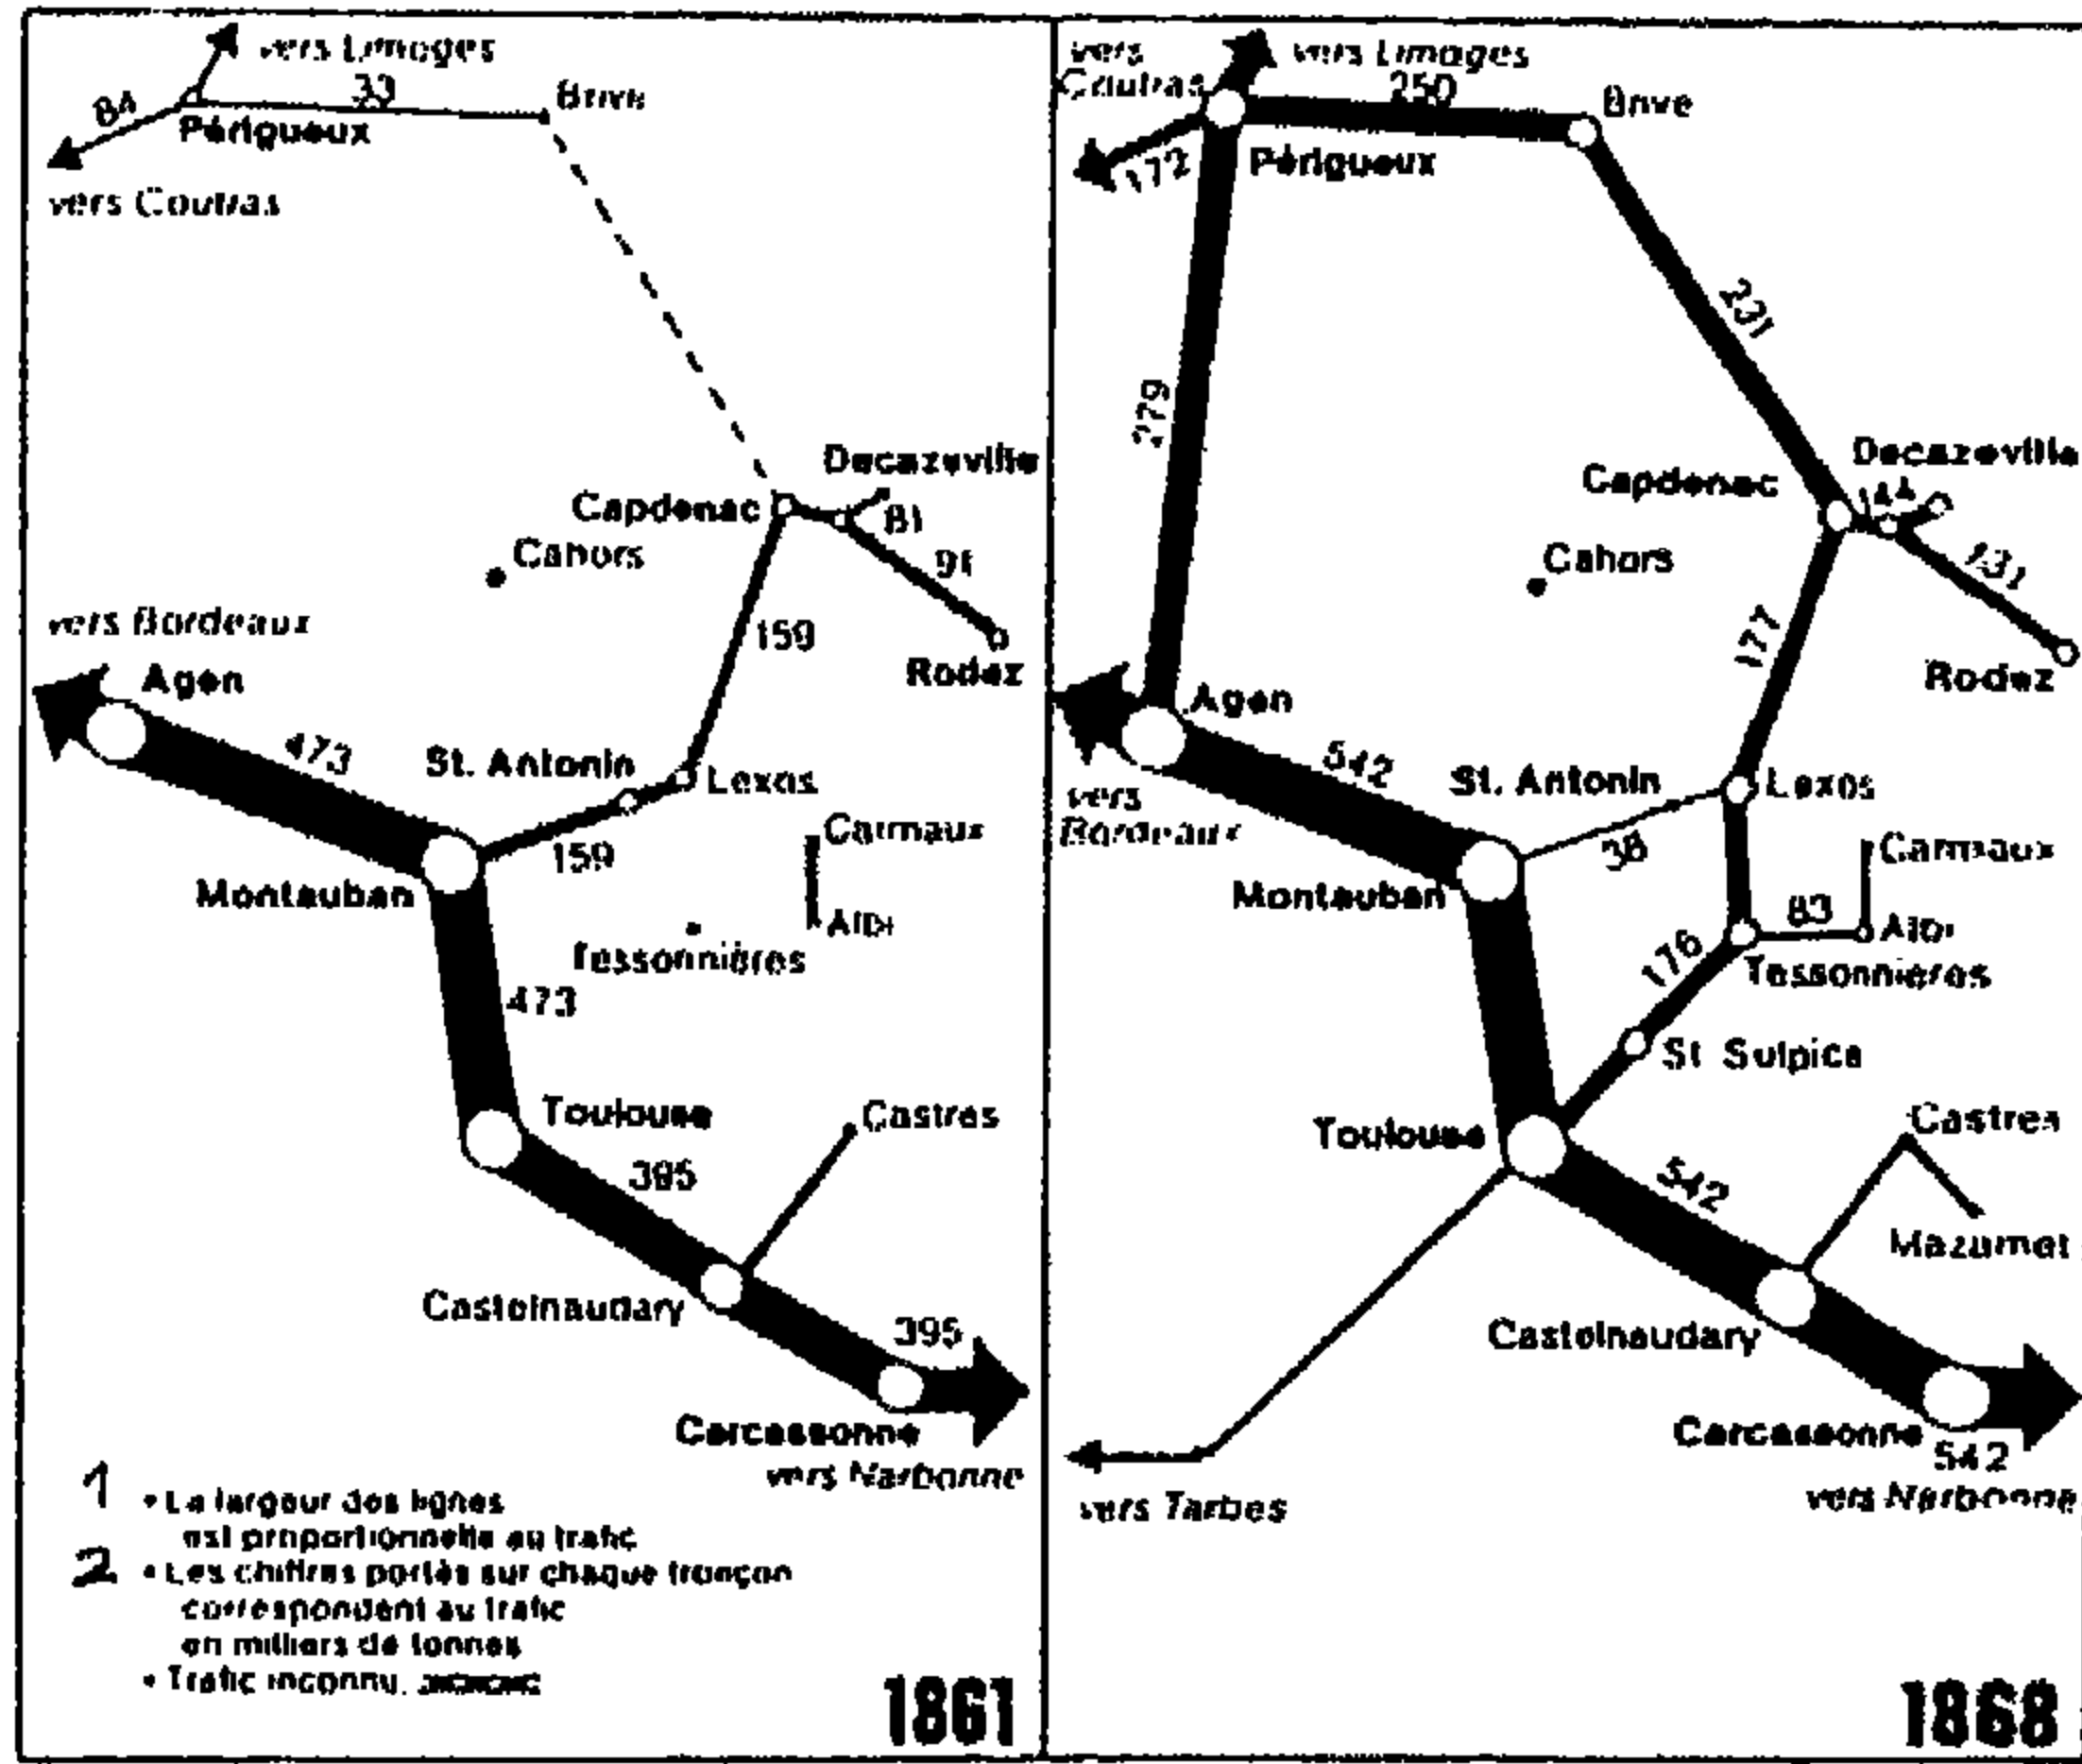 vers Limoges
84
33
Brive
Périgueux
vers Coutras
Decazeville
Capdenac
81
Cahors
91
vers Bordeaux
159
Agen
Rodez
473
St. Antonin
Lexos
Carmaux
159
Montauban
Albi
Tessonnières
473
Toulouse
Castres
395
Castelnaudary
395
Carcassonne
vers Narbonne
1 • La largeur des lignes
est proportionnelle au trafic
2 • Les chiffres portés sur chaque tronçon
correspondent au trafic
en milliers de tonnes
• Trafic inconnu.
1861
vers
Coutras
vers Limoges
250
Brive
172
Périgueux
231
279
Decazeville
Capdenac
144
Cahors
131
177
Rodez
Agen
542
St. Antonin
Lexos
vers
Bordeaux
38
Carmaux
Montauban
83
Albi
176
Tessonnières
St Sulpice
Toulouse
Castres
542
Mazamet
Castelnaudary
Carcassonne
542
vers Narbonne
vers Tarbes
1868